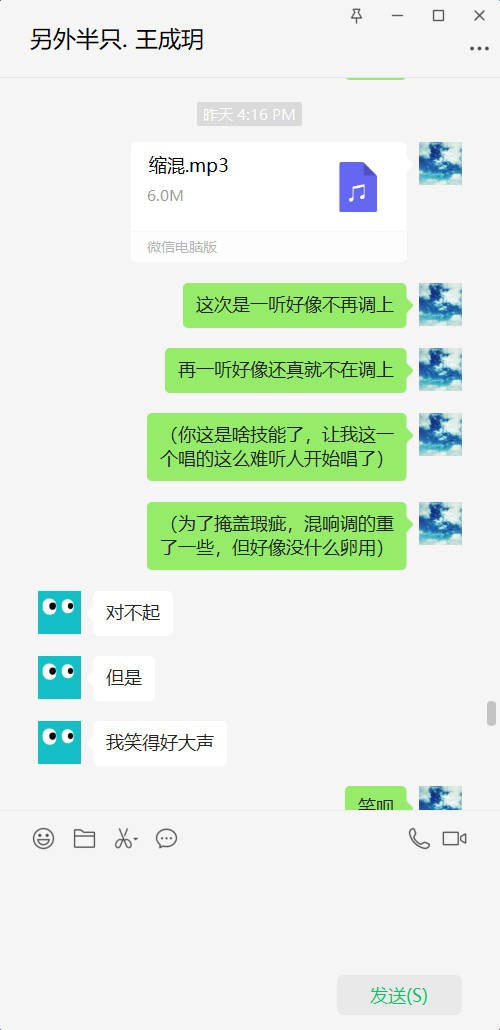 另外半只. 王成玥
昨天 4:16 PM
缩混.mp3
6.0M
微信电脑版
这次是一听好像不再调上
再一听好像还真就不在调上
（你这是啥技能了，让我这一
个唱的这么难听人开始唱了）
（为了掩盖瑕疵，混响调的重
了一些，但好像没什么卵用）
对不起
但是
我笑得好大声
笑呗
发送(S)